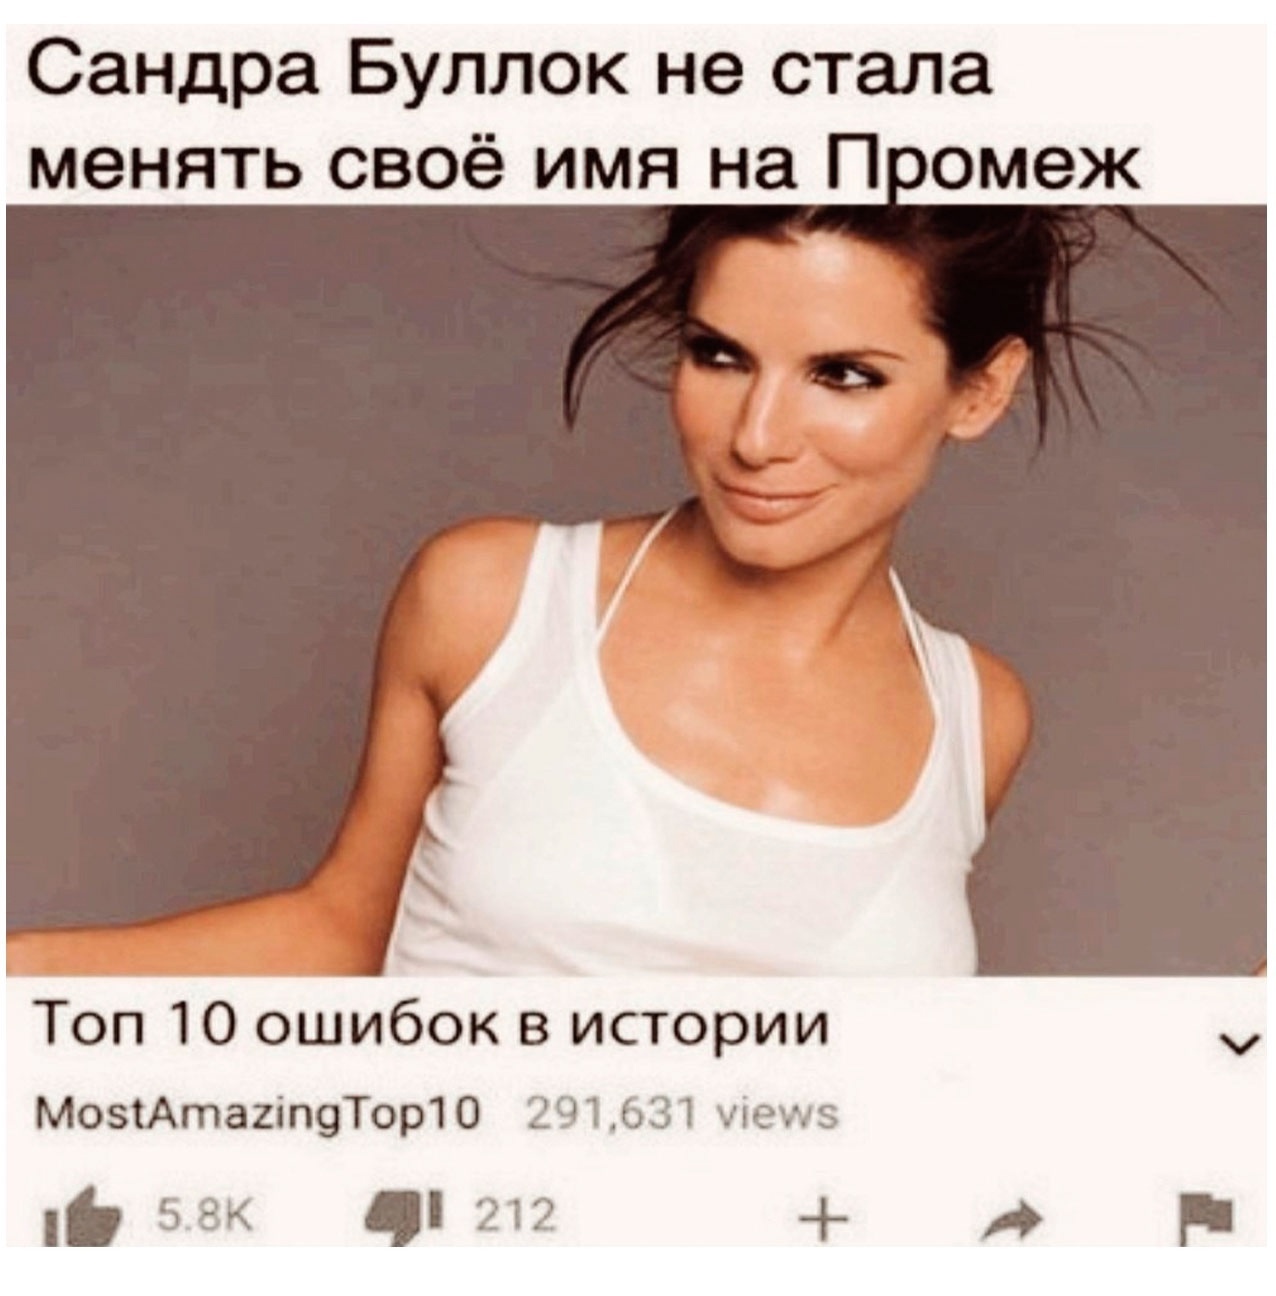 Сандра Буллок не стала
менять своё имя на Промеж
Топ 10 ошибок в истории
MostAmazingTop10 291,631 views
5.8K 212